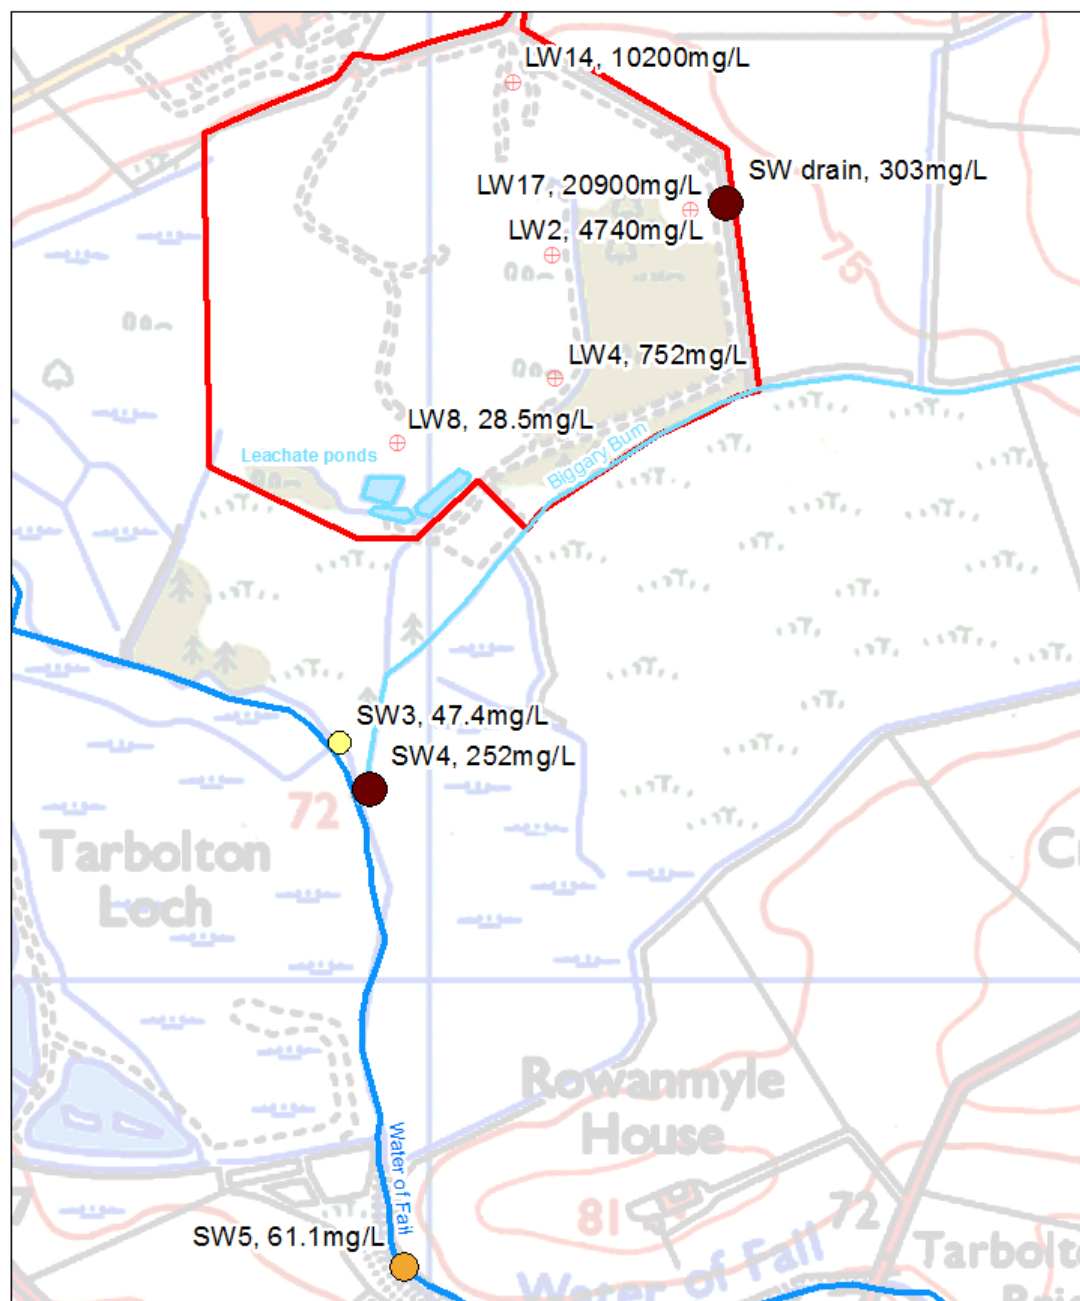 LW14, 10200mg/L
SW drain, 303mg/L
LW17, 20900mg/L
LW2, 4740mg/L
75
LW4, 752mg/L
LW8, 28.5mg/L
Leachate ponds
Biggary Burn
SW3, 47.4mg/L
SW4, 252mg/L
72
Tarbolton
Loch
Rowanmyle
House
Water of Fail
81
72
SW5, 61.1mg/L
Water of Fail